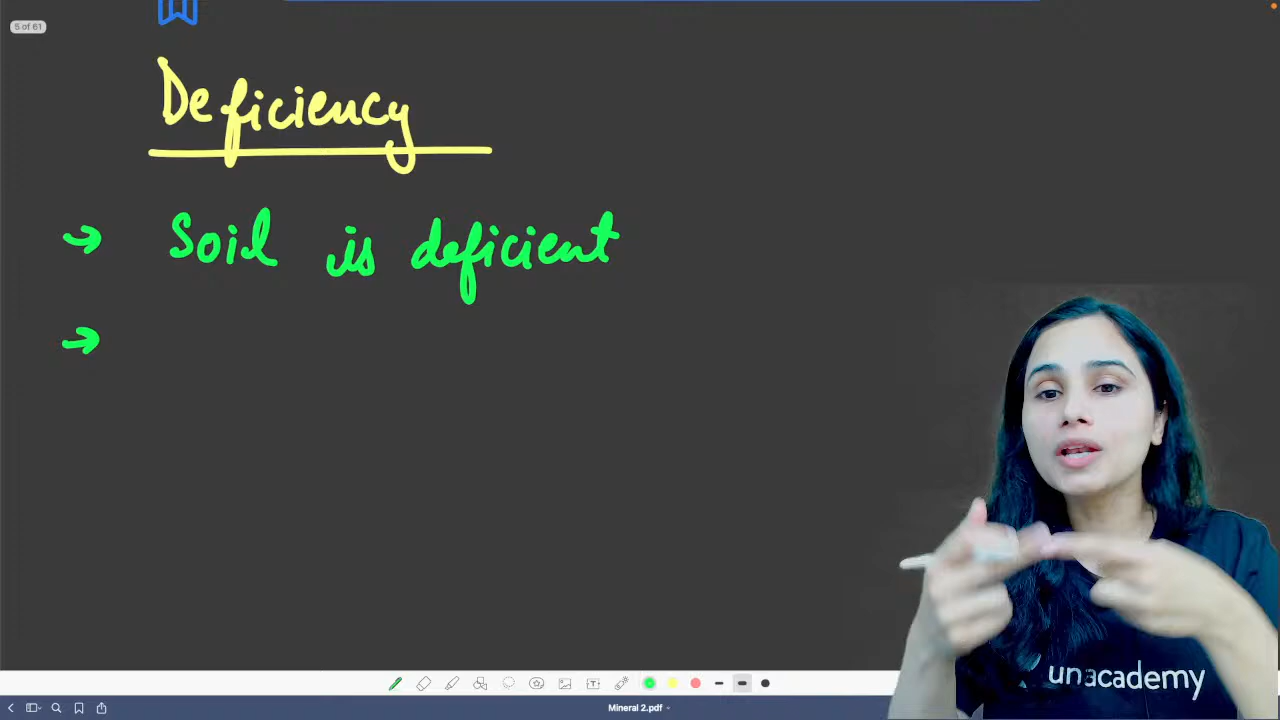 5 of 61
Deficiency
→ Soil is deficient
→
unacademy
Mineral 2.pdf